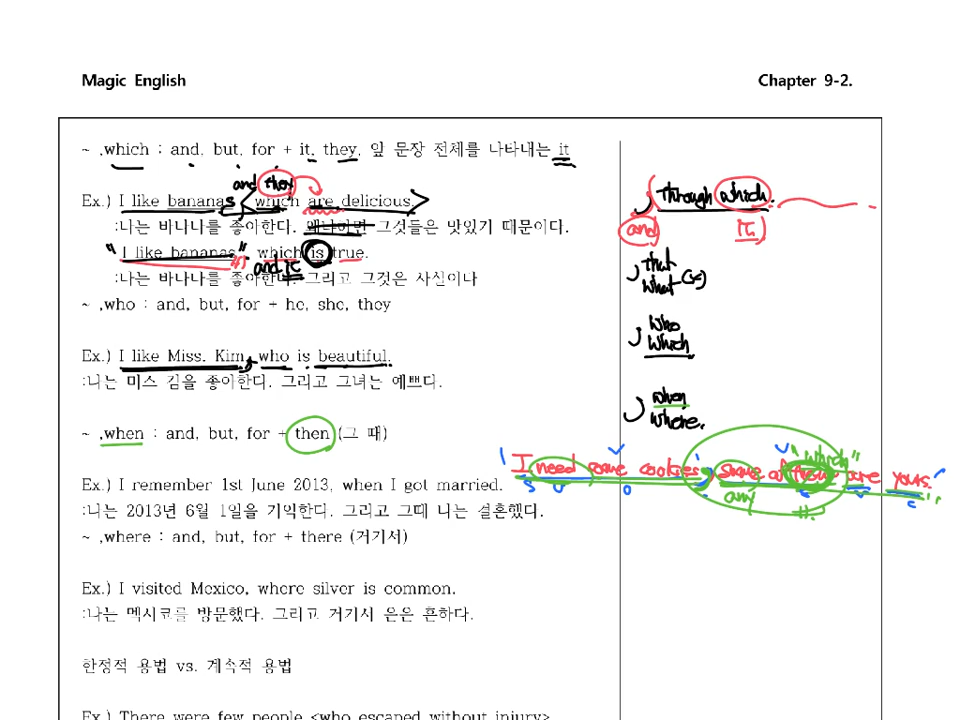 Magic English
Chapter 9-2.
~ ,which : and, but, for + it, they, 앞 문장 전체를 나타내는 it
and they
Ex.) I like bananas, which are delicious.
:나는 바나나를 좋아한다. 왜냐하면 그것들은 맛있기 때문이다.
"I like bananas", which is true.
and it
:나는 바나나를 좋아한다. 그리고 그것은 사실이다
~ ,who : and, but, for + he, she, they
Ex.) I like Miss. Kim, who is beautiful.
:나는 미스 김을 좋아한다. 그리고 그녀는 예쁘다.
~ ,when : and, but, for + then (그 때)
Ex.) I remember 1st June 2013, when I got married.
:나는 2013년 6월 1일을 기억한다. 그리고 그때 나는 결혼했다.
~ ,where : and, but, for + there (거기서)
Ex.) I visited Mexico, where silver is common.
:나는 멕시코를 방문했다. 그리고 거기서 은은 흔하다.
한정적 용법 vs. 계속적 용법
Ex.) There were few people <who escaped without injury>
, through which.
and it
, that
what (x)
, who
which
, when
where.
"which"
I need some cookies, some of them are yours.
S V O S V C
any